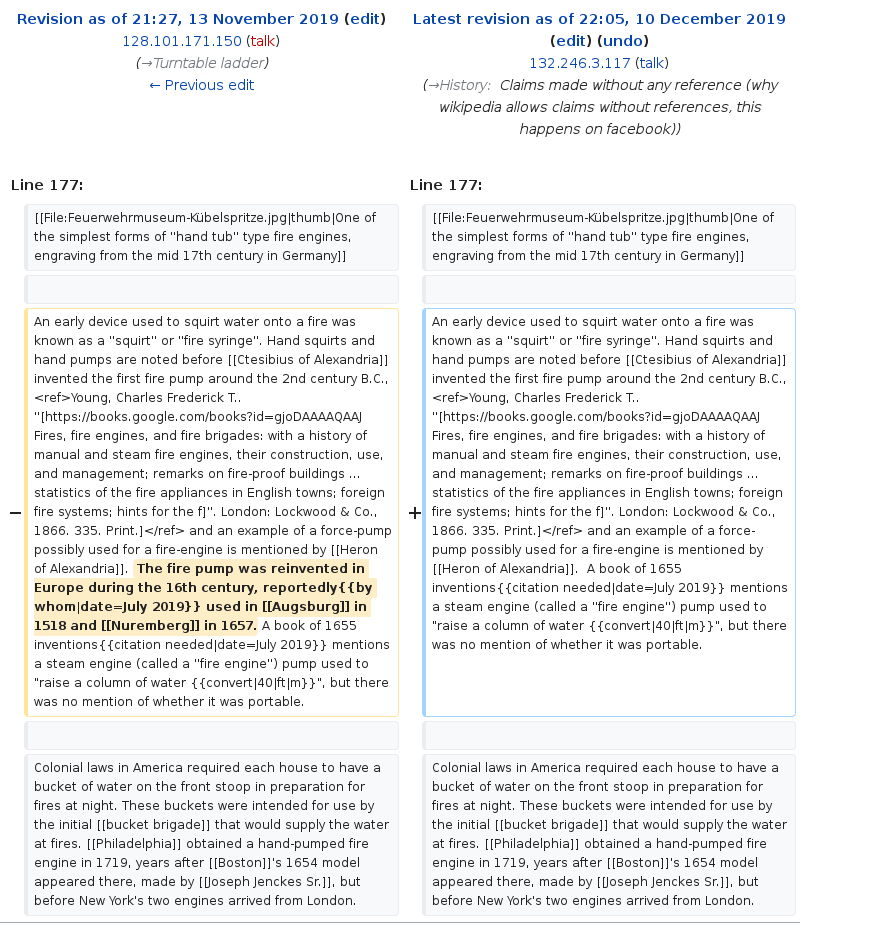 Revision as of 21:27, 13 November 2019 (edit)
128.101.171.150 (talk)
(→Turntable ladder)
← Previous edit
Latest revision as of 22:05, 10 December 2019
(edit) (undo)
132.246.3.117 (talk)
(→History: Claims made without any reference (why
wikipedia allows claims without references, this
happens on facebook))
Line 177:
[[File:Feuerwehrmuseum-Kübelspritze.jpg|thumb|One of
the simplest forms of "hand tub" type fire engines,
engraving from the mid 17th century in Germany]]
−
An early device used to squirt water onto a fire was
known as a "squirt" or "fire syringe". Hand squirts and
hand pumps are noted before [[Ctesibius of Alexandria]]
invented the first fire pump around the 2nd century B.C.,
<ref>Young, Charles Frederick T..
"[https://books.google.com/books?id=gjoDAAAAQAAJ
Fires, fire engines, and fire brigades: with a history of
manual and steam fire engines, their construction, use,
and management; remarks on fire-proof buildings ...
statistics of the fire appliances in English towns; foreign
fire systems; hints for the f]". London: Lockwood & Co.,
1866. 335. Print.]</ref> and an example of a force-pump
possibly used for a fire-engine is mentioned by [[Heron
of Alexandria]]. The fire pump was reinvented in
Europe during the 16th century, reportedly{{by
whom|date=July 2019}} used in [[Augsburg]] in
1518 and [[Nuremberg]] in 1657. A book of 1655
inventions{{citation needed|date=July 2019}} mentions
a steam engine (called a "fire engine") pump used to
"raise a column of water {{convert|40|ft|m}}", but there
was no mention of whether it was portable.
Colonial laws in America required each house to have a
bucket of water on the front stoop in preparation for
fires at night. These buckets were intended for use by
the initial [[bucket brigade]] that would supply the water
at fires. [[Philadelphia]] obtained a hand-pumped fire
engine in 1719, years after [[Boston]]'s 1654 model
appeared there, made by [[Joseph Jenckes Sr.]], but
before New York's two engines arrived from London.
Line 177:
[[File:Feuerwehrmuseum-Kübelspritze.jpg|thumb|One of
the simplest forms of "hand tub" type fire engines,
engraving from the mid 17th century in Germany]]
+
An early device used to squirt water onto a fire was
known as a "squirt" or "fire syringe". Hand squirts and
hand pumps are noted before [[Ctesibius of Alexandria]]
invented the first fire pump around the 2nd century B.C.,
<ref>Young, Charles Frederick T..
"[https://books.google.com/books?id=gjoDAAAAQAAJ
Fires, fire engines, and fire brigades: with a history of
manual and steam fire engines, their construction, use,
and management; remarks on fire-proof buildings ...
statistics of the fire appliances in English towns; foreign
fire systems; hints for the f]". London: Lockwood & Co.,
1866. 335. Print.]</ref> and an example of a force-
pump possibly used for a fire-engine is mentioned by
[[Heron of Alexandria]]. A book of 1655
inventions{{citation needed|date=July 2019}} mentions
a steam engine (called a "fire engine") pump used to
"raise a column of water {{convert|40|ft|m}}", but there
was no mention of whether it was portable.
Colonial laws in America required each house to have a
bucket of water on the front stoop in preparation for
fires at night. These buckets were intended for use by
the initial [[bucket brigade]] that would supply the water
at fires. [[Philadelphia]] obtained a hand-pumped fire
engine in 1719, years after [[Boston]]'s 1654 model
appeared there, made by [[Joseph Jenckes Sr.]], but
before New York's two engines arrived from London.